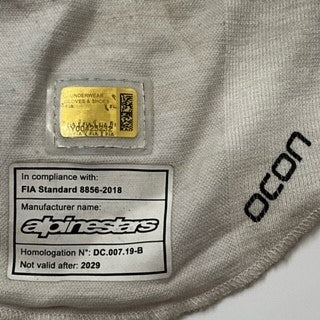 UNDERWEAR
GLOVES & SHOES
In compliance with:
FIA Standard 8856-2018
Manufacturer name:
alpinestars
Homologation N°: DC.007.19-B
Not valid after: 2029
OCON